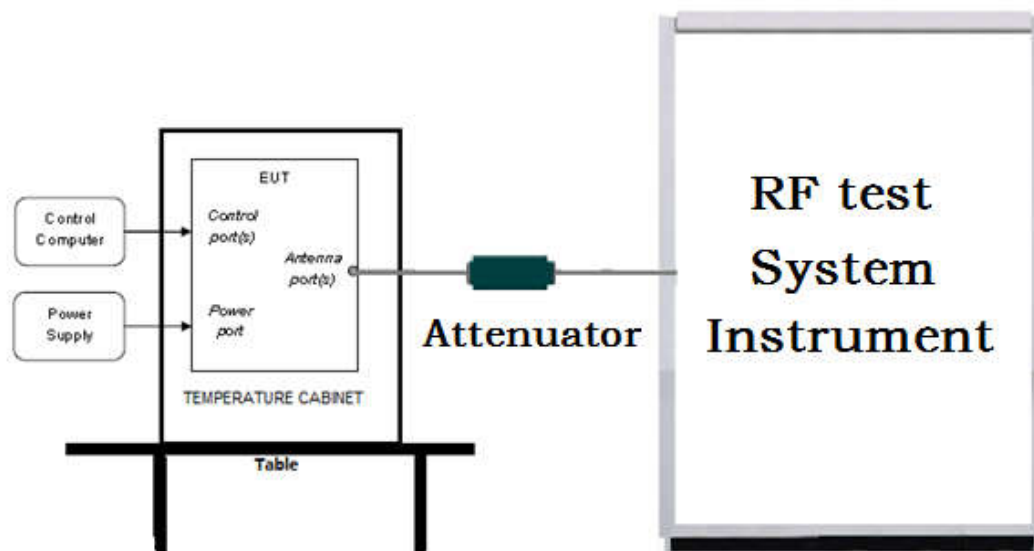 Control
Computer
Power
Supply
EUT
Control
port(s)
Antenna
port(s)
Power
port
TEMPERATURE CABINET
Table
Attenuator
RF test
System
Instrument